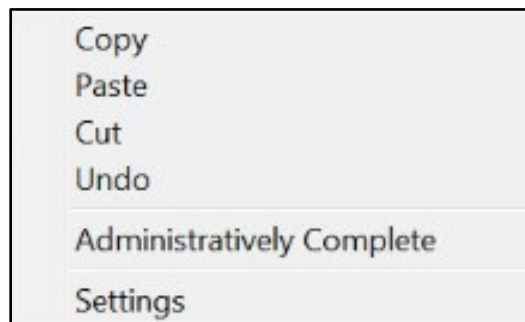 Copy
Paste
Cut
Undo
Administratively Complete
Settings